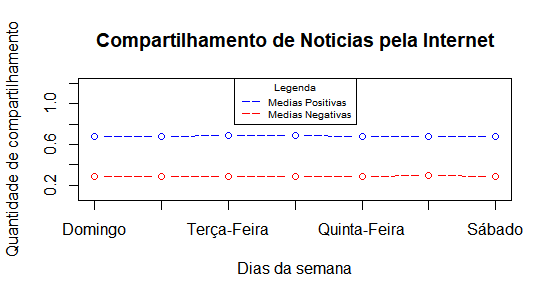 Compartilhamento de Noticias pela Internet
Quantidade de compartilhamento
1.0
0.6
0.2
Legenda
Medias Positivas
Medias Negativas
Domingo
Terça-Feira
Quinta-Feira
Sábado
Dias da semana